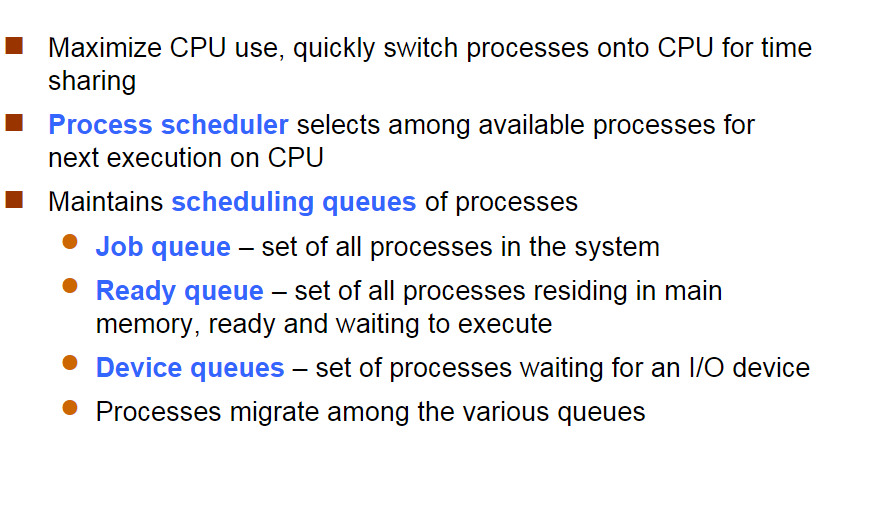 Maximize CPU use, quickly switch processes onto CPU for time
sharing
Process scheduler selects among available processes for
next execution on CPU
Maintains scheduling queues of processes
Job queue – set of all processes in the system
Ready queue – set of all processes residing in main
memory, ready and waiting to execute
Device queues – set of processes waiting for an I/O device
Processes migrate among the various queues